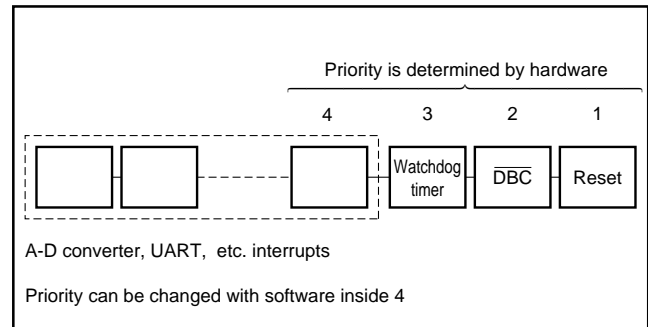 Priority is determined by hardware
4 3 2 1
Watchdog
timer
DBC
Reset
A-D converter, UART, etc. interrupts
Priority can be changed with software inside 4